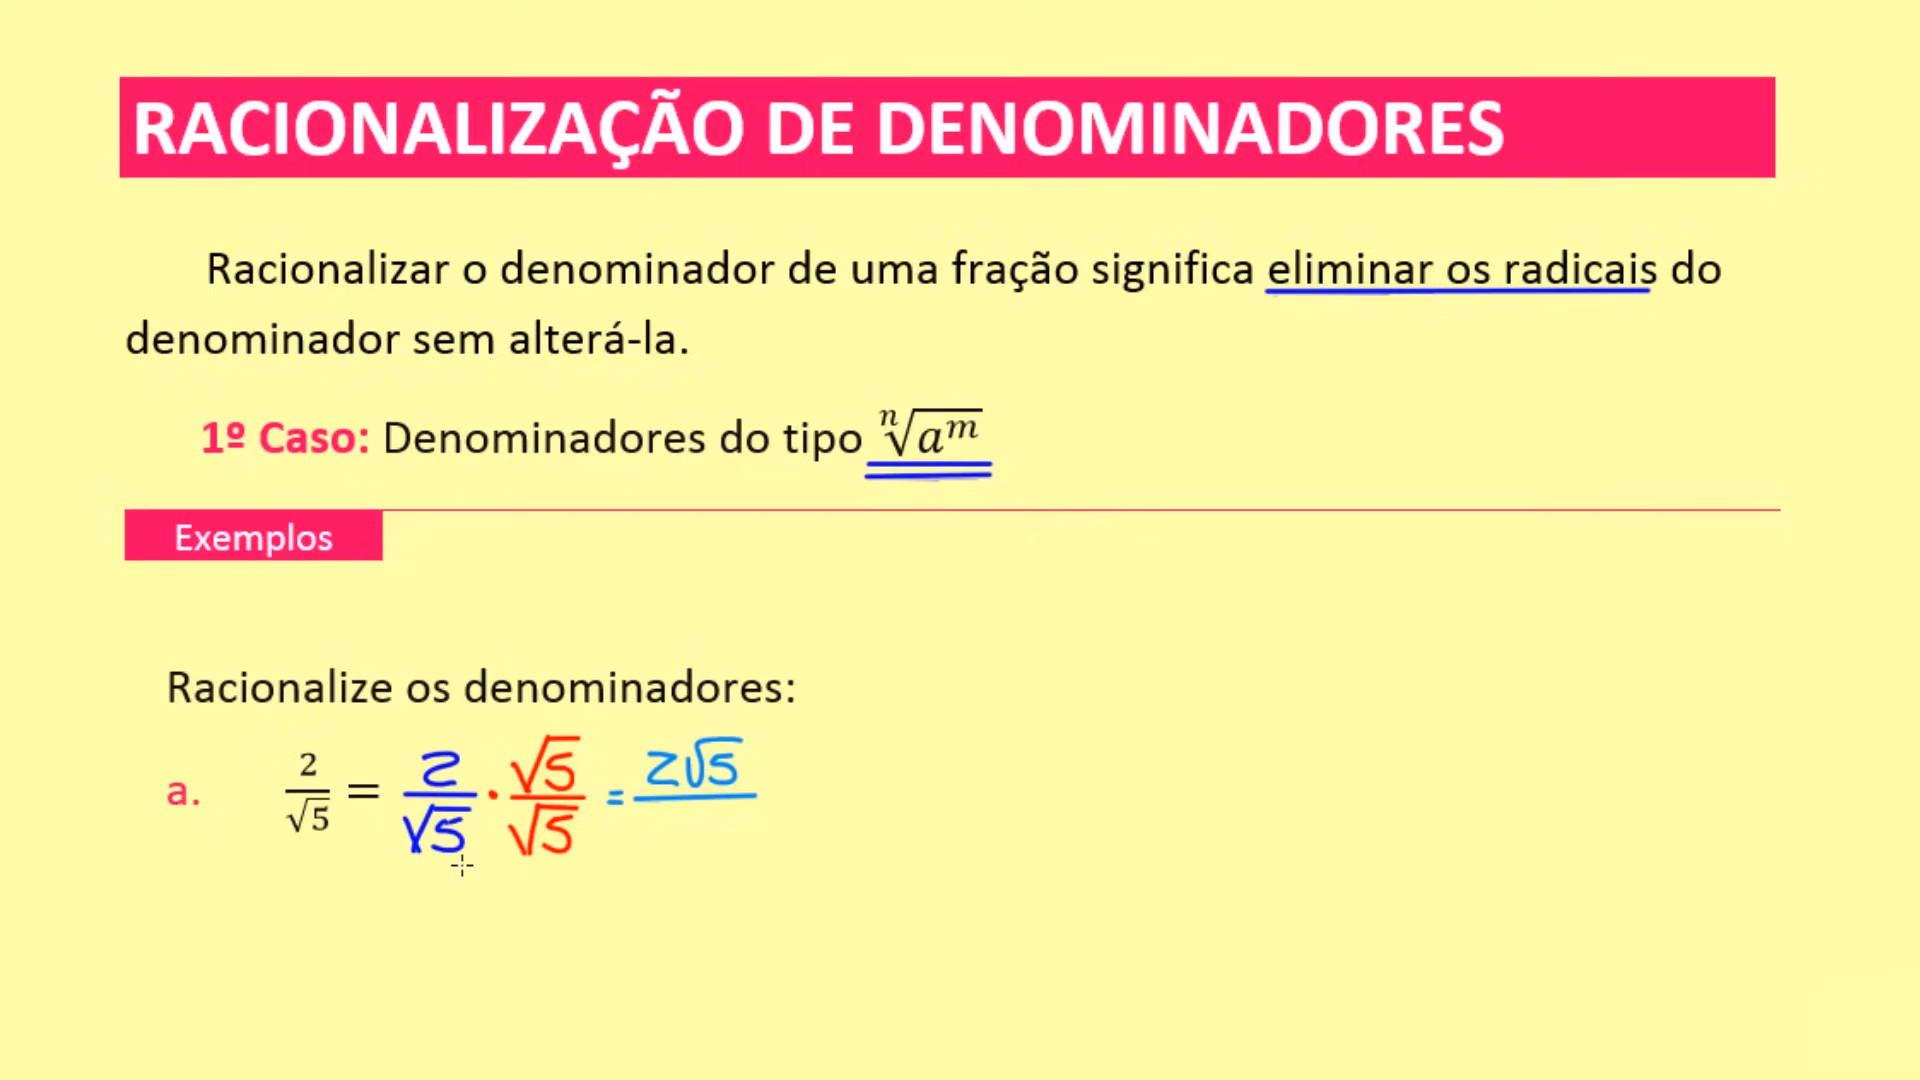 RACIONALIZAÇÃO DE DENOMINADORES
Racionalizar o denominador de uma fração significa eliminar os radicais do
denominador sem alterá-la.
1º Caso: Denominadores do tipo ⁿ√aᵐ
Exemplos
Racionalize os denominadores:
a. 2/√5 = 2/√5 · √5/√5 = 2√5